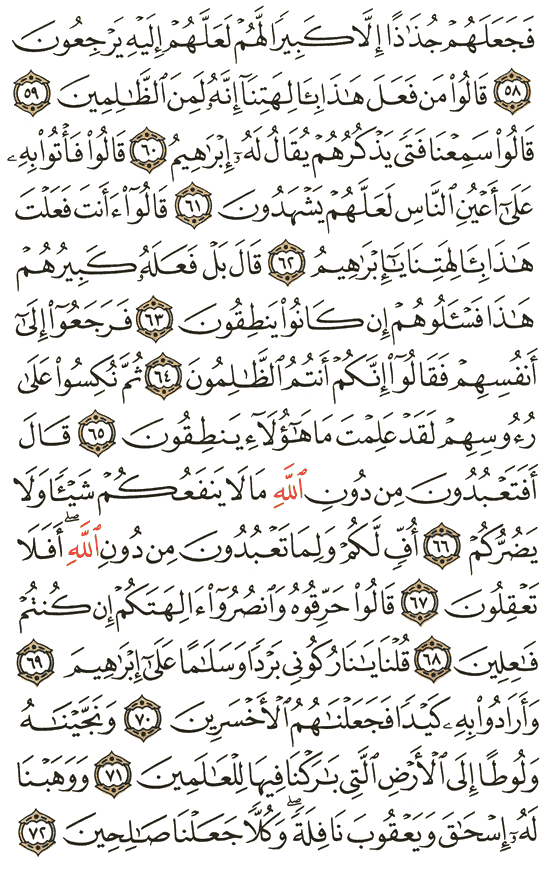 فَجَعَلَهُمْ جُذَٰذًا إِلَّا كَبِيرًا لَّهُمْ لَعَلَّهُمْ إِلَيْهِ يَرْجِعُونَ
٥٨ قَالُوا۟ مَن فَعَلَ هَٰذَا بِـَٔالِهَتِنَآ إِنَّهُۥ لَمِنَ ٱلظَّٰلِمِينَ ٥٩
قَالُوا۟ سَمِعْنَا فَتًى يَذْكُرُهُمْ يُقَالُ لَهُۥٓ إِبْرَٰهِيمُ ٦٠ قَالُوا۟ فَأْتُوا۟ بِهِۦ
عَلَىٰٓ أَعْيُنِ ٱلنَّاسِ لَعَلَّهُمْ يَشْهَدُونَ ٦١ قَالُوٓا۟ ءَأَنتَ فَعَلْتَ
هَٰذَا بِـَٔالِهَتِنَا يَٰٓإِبْرَٰهِيمُ ٦٢ قَالَ بَلْ فَعَلَهُۥ كَبِيرُهُمْ
هَٰذَا فَسْـَٔلُوهُمْ إِن كَانُوا۟ يَنطِقُونَ ٦٣ فَرَجَعُوٓا۟ إِلَىٰٓ
أَنفُسِهِمْ فَقَالُوٓا۟ إِنَّكُمْ أَنتُمُ ٱلظَّٰلِمُونَ ٦٤ ثُمَّ نُكِسُوا۟ عَلَىٰ
رُءُوسِهِمْ لَقَدْ عَلِمْتَ مَا هَٰٓؤُلَآءِ يَنطِقُونَ ٦٥ قَالَ
أَفَتَعْبُدُونَ مِن دُونِ ٱللَّهِ مَا لَا يَنفَعُكُمْ شَيْـًٔا وَلَا
يَضُرُّكُمْ ٦٦ أُفٍّ لَّكُمْ وَلِمَا تَعْبُدُونَ مِن دُونِ ٱللَّهِ ۖ أَفَلَا
تَعْقِلُونَ ٦٧ قَالُوا۟ حَرِّقُوهُ وَٱنصُرُوٓا۟ ءَالِهَتَكُمْ إِن كُنتُمْ
فَٰعِلِينَ ٦٨ قُلْنَا يَٰنَارُ كُونِى بَرْدًا وَسَلَٰمًا عَلَىٰٓ إِبْرَٰهِيمَ ٦٩
وَأَرَادُوا۟ بِهِۦ كَيْدًا فَجَعَلْنَٰهُمُ ٱلْأَخْسَرِينَ ٧٠ وَنَجَّيْنَٰهُ
وَلُوطًا إِلَى ٱلْأَرْضِ ٱلَّتِى بَٰرَكْنَا فِيهَا لِلْعَٰلَمِينَ ٧١ وَوَهَبْنَا
لَهُۥٓ إِسْحَٰقَ وَيَعْقُوبَ نَافِلَةً ۖ وَكُلًّا جَعَلْنَا صَٰلِحِينَ ٧٢